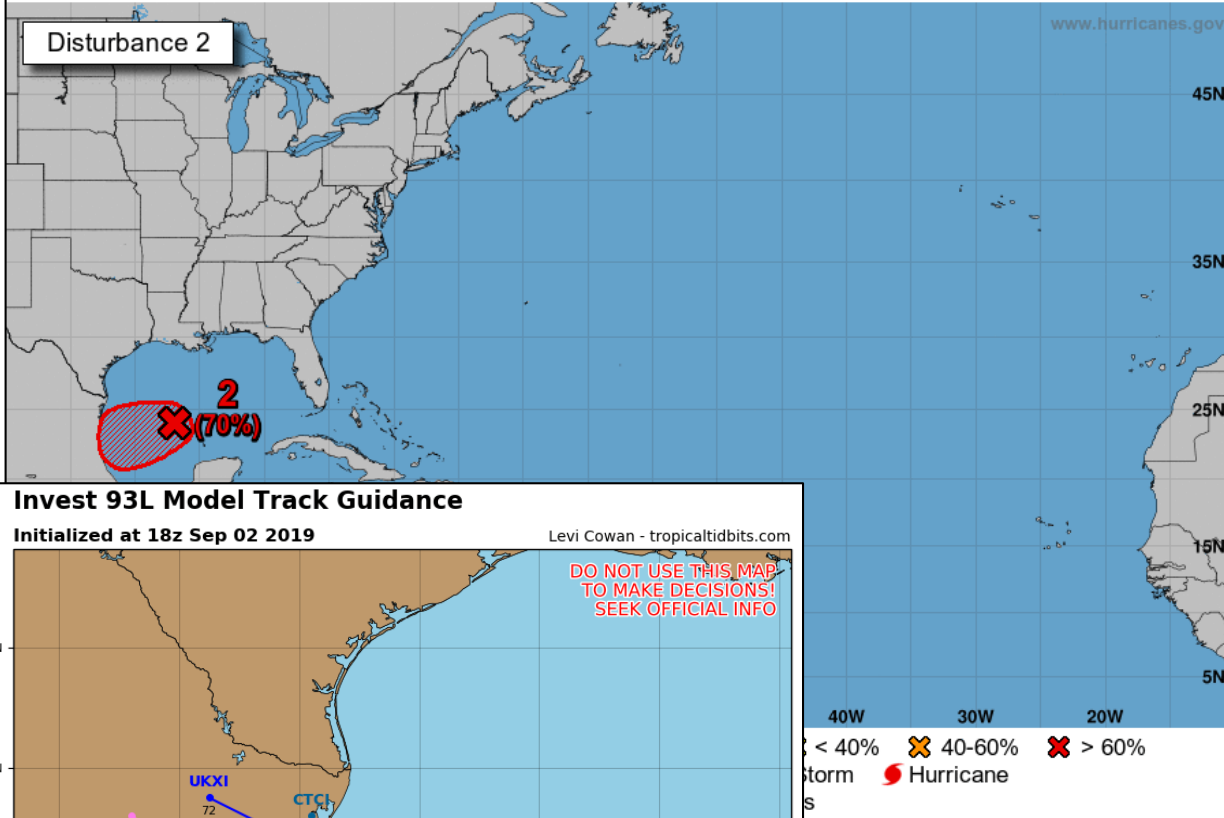 www.hurricanes.gov
Disturbance 2
45N
35N
2
25N
(70%)
Invest 93L Model Track Guidance
Initialized at 18z Sep 02 2019
Levi Cowan - tropicaltidbits.com
15N
DO NOT USE THIS MAP
TO MAKE DECISIONS!
SEEK OFFICIAL INFO
5N
40W 30W 20W
< 40% 40-60% > 60%
Hurricane
UKXI
72
CTCI